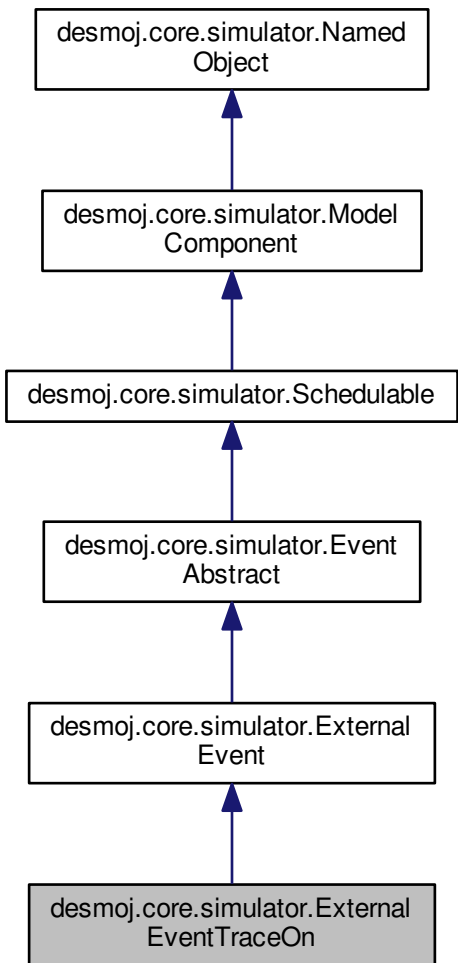 desmoj.core.simulator.Named
Object
desmoj.core.simulator.Model
Component
desmoj.core.simulator.Schedulable
desmoj.core.simulator.Event
Abstract
desmoj.core.simulator.External
Event
desmoj.core.simulator.External
EventTraceOn